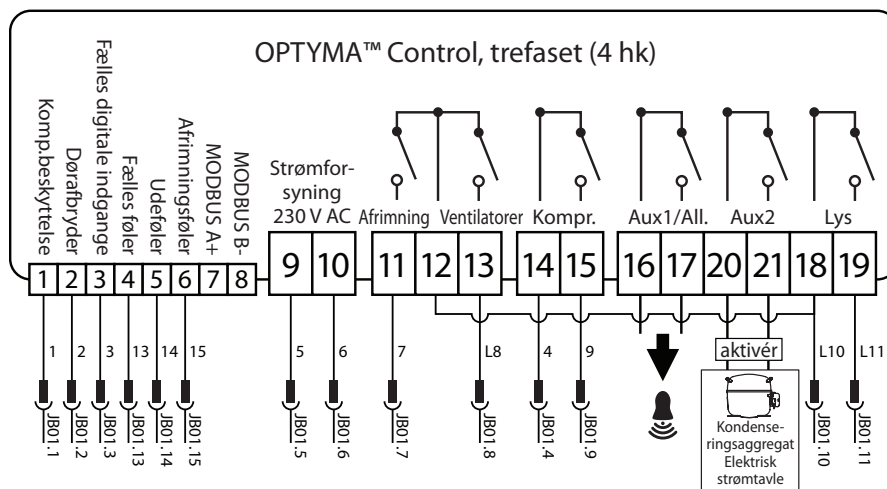 OPTYMA™ Control, trefaset (4 hk)
Komp.beskyttelse
Dørafbryder
Fælles digitale indgange
Fælles føler
Udeføler
Afrimningsføler
MODBUS A+
MODBUS B-
Strømfor-
syning
230 V AC
Afrimning
Ventilatorer
Kompr.
Aux1/All.
Aux2
Lys
1 2 3 4 5 6 7 8
9 10
11 12 13
14 15
16 17 20 21 18 19
1 2 3 13 14 15 5 6 7 L8 4 9
aktivér
L10 L11
JB01.1
JB01.2
JB01.3
JB01.13
JB01.14
JB01.15
JB01.5
JB01.6
JB01.7
JB01.8
JB01.4
JB01.9
Kondense-
ringsaggregat
Elektrisk
strømtavle
JB01.10
JB01.11